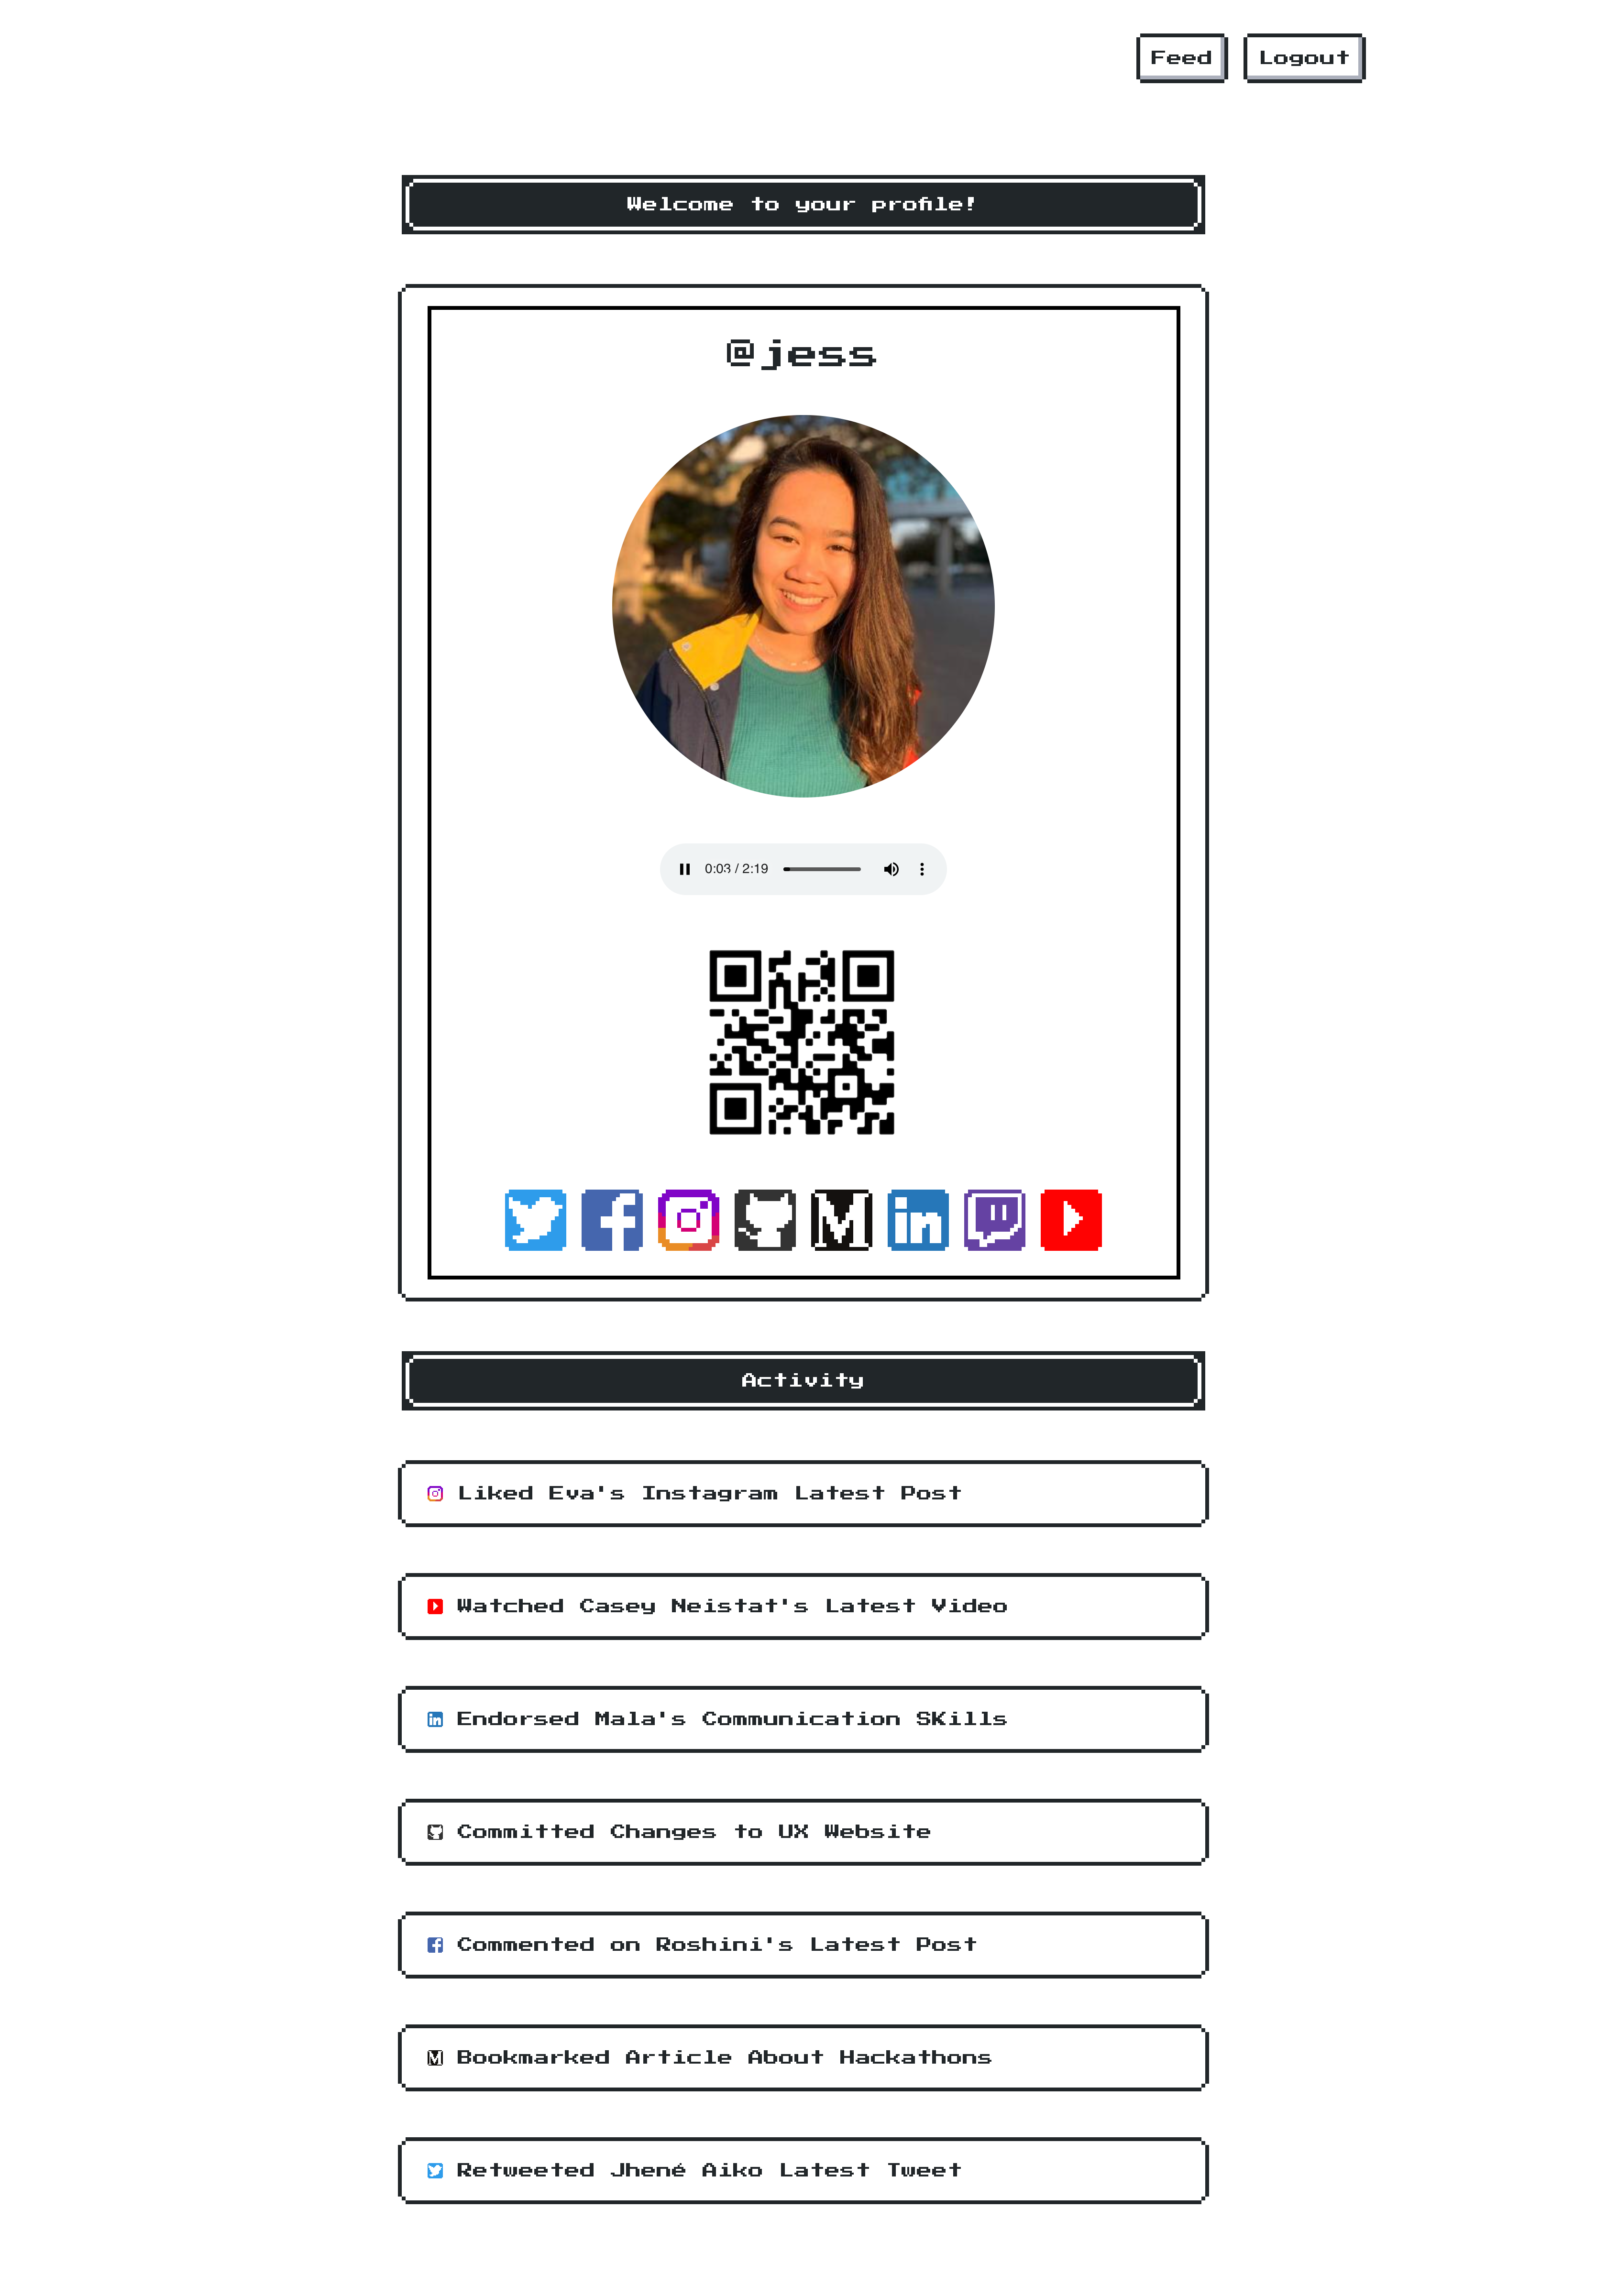 Feed Logout
Welcome to your profile!
@jess
0:03 / 2:19
Activity
Liked Eva's Instagram Latest Post
Watched Casey Neistat's Latest Video
Endorsed Mala's Communication SKills
Committed Changes to UX Website
Commented on Roshini's Latest Post
Bookmarked Article About Hackathons
Retweeted Jhené Aiko Latest Tweet